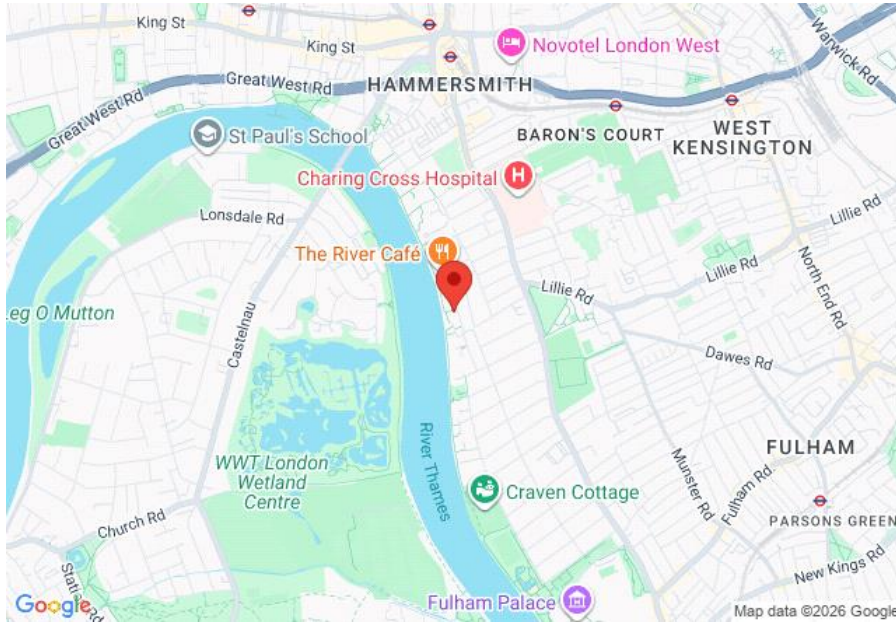 King St
King St
Novotel London West
Warwick Rd
Great West Rd
Great West Rd
HAMMERSMITH
St Paul's School
BARON'S COURT
WEST
KENSINGTON
Charing Cross Hospital
H
Lonsdale Rd
Lillie Rd
The River Café
Lillie Rd
Lillie Rd
North End Rd
Leg O Mutton
Castelnau
Dawes Rd
River Thames
FULHAM
WWT London
Wetland
Centre
Munster Rd
Fulham Rd
Craven Cottage
Church Rd
PARSONS GREEN
Station Rd
New Kings Rd
Fulham Palace
Google
Map data ©2026 Google